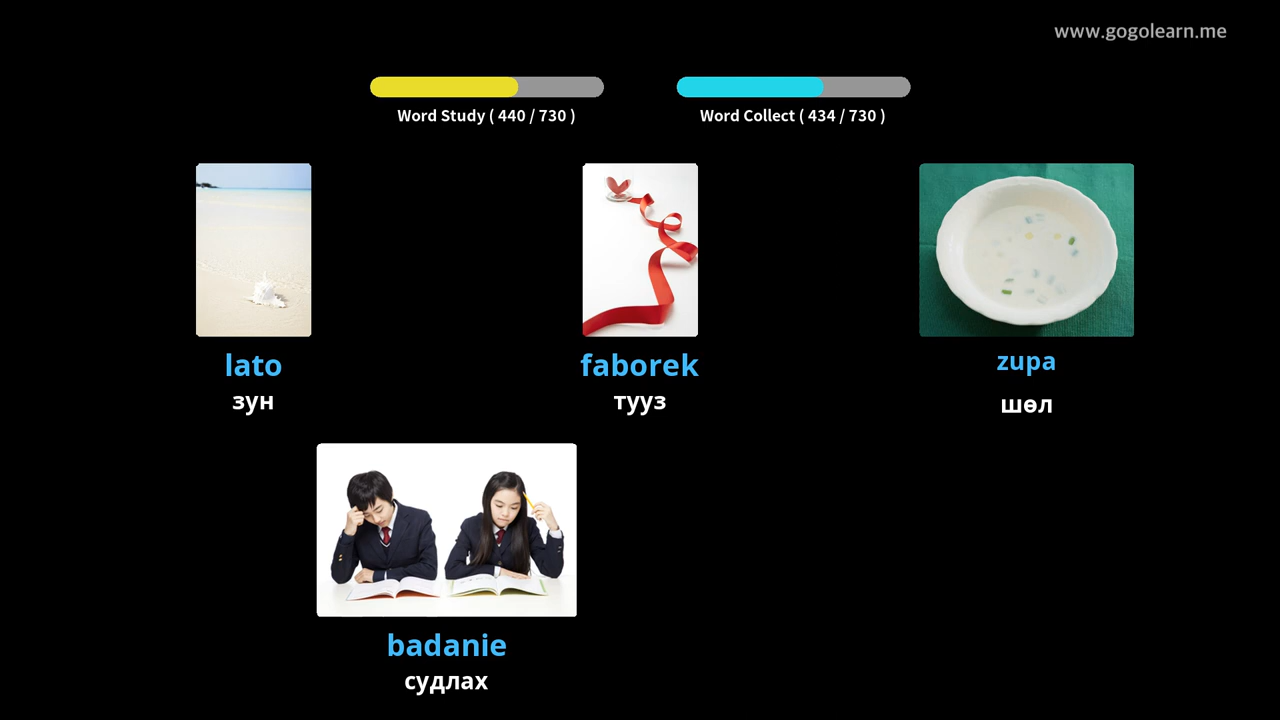 www.gogolearn.me
Word Study ( 440 / 730 )
Word Collect ( 434 / 730 )
lato
зун
faborek
тууз
zupa
шөл
badanie
судлах